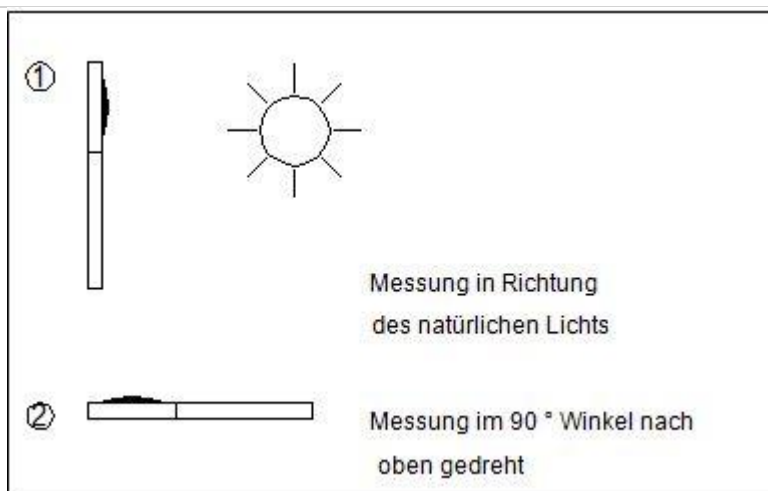 ①
Messung in Richtung
des natürlichen Lichts
②
Messung im 90 ° Winkel nach
oben gedreht